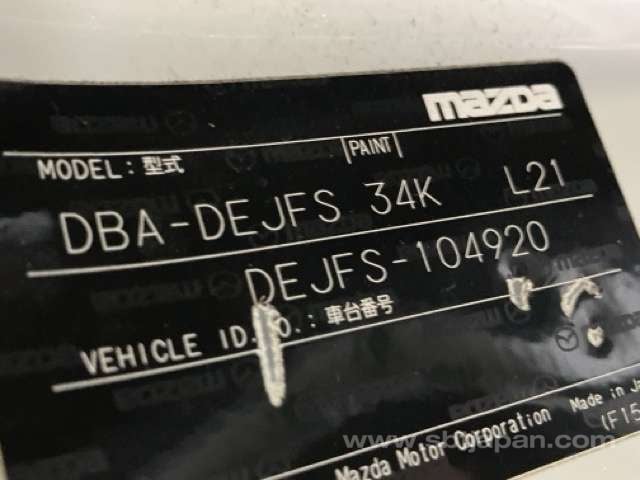 mazda
MODEL: 型式 |PAINT|
DBA-DEJFS 34K L21
DEJFS-104920
VEHICLE ID. NO.: 車台番号
Mazda Motor Corporation Made in
www.sbtjapan.com